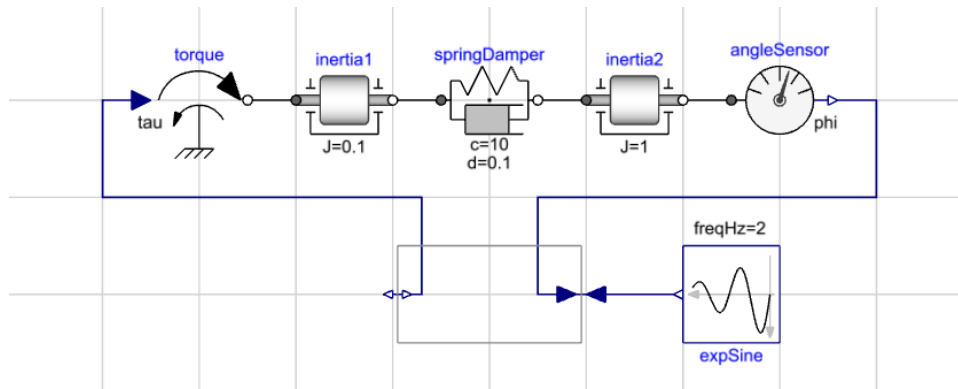 torque
inertia1
springDamper
inertia2
angleSensor
tau
J=0.1
c=10
d=0.1
J=1
phi
freqHz=2
expSine